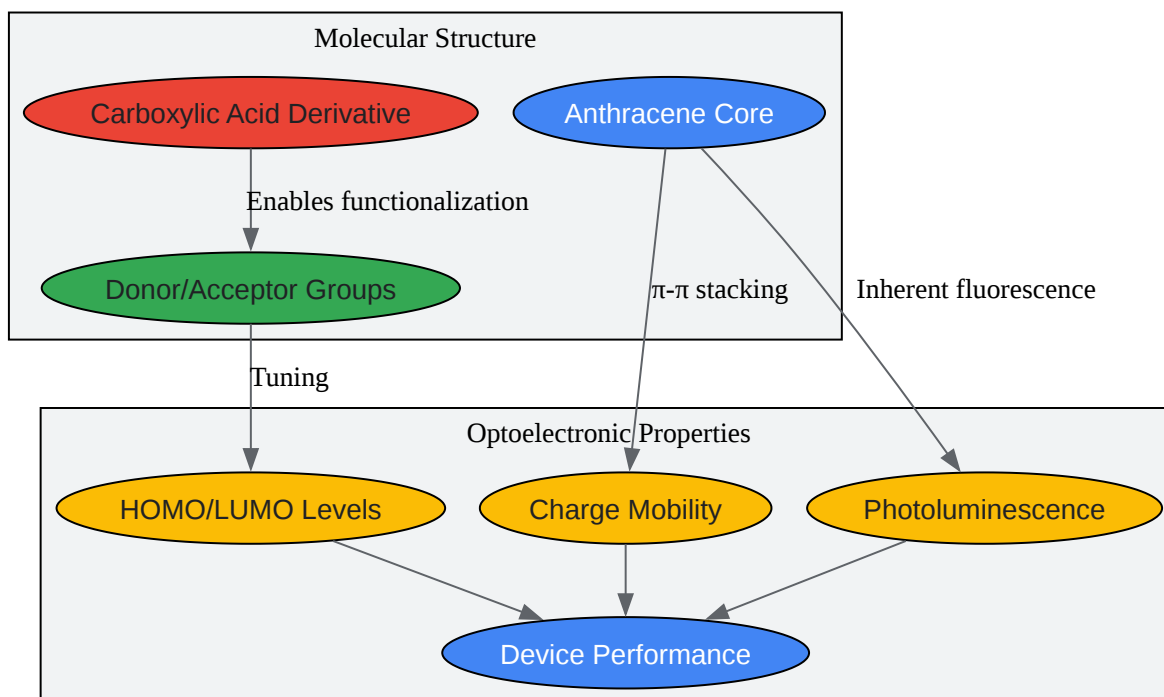 Molecular Structure
Carboxylic Acid Derivative
Anthracene Core
Enables functionalization
Donor/Acceptor Groups
π-π stacking
Inherent fluorescence
Tuning
Optoelectronic Properties
HOMO/LUMO Levels
Charge Mobility
Photoluminescence
Device Performance